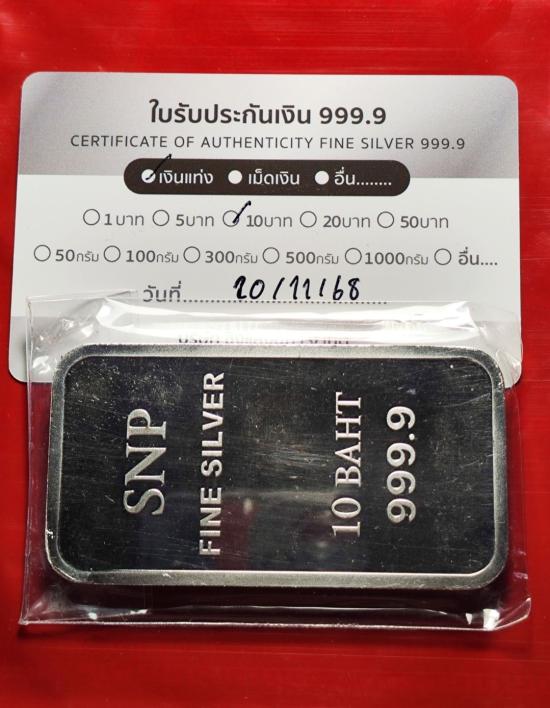 ใบรับประกันเงิน 999.9
CERTIFICATE OF AUTHENTICITY FINE SILVER 999.9
เงินแท่ง เม็ดเงิน อื่น........
1บาท 5บาท 10บาท 20บาท 50บาท
50กรัม 100กรัม 300กรัม 500กรัม 1000กรัม อื่น....
วันที่ 20/11/68
SNP
FINE SILVER
10 BAHT
999.9